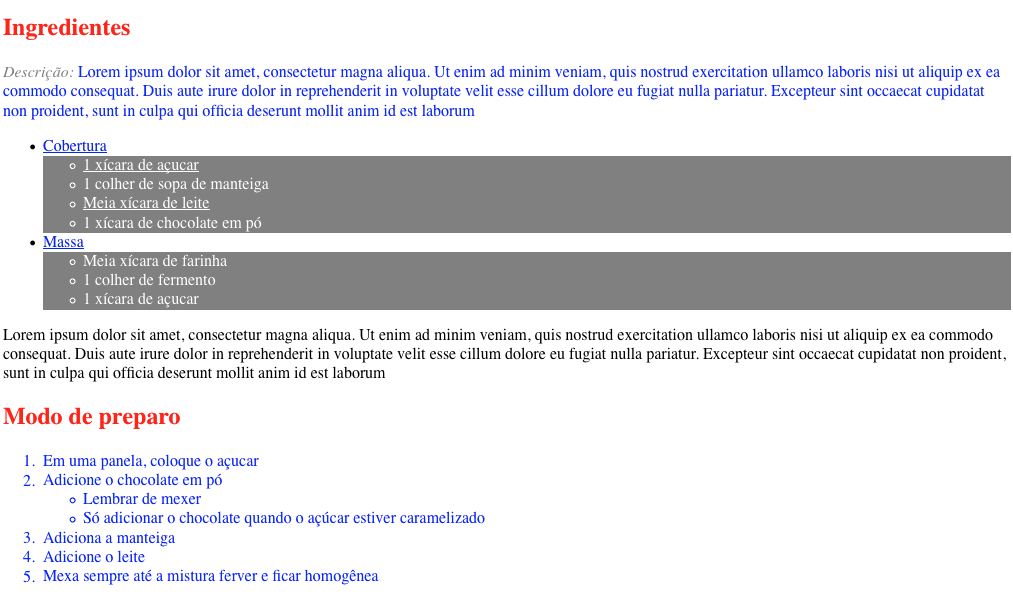 Ingredientes
Descrição: Lorem ipsum dolor sit amet, consectetur magna aliqua. Ut enim ad minim veniam, quis nostrud exercitation ullamco laboris nisi ut aliquip ex ea
commodo consequat. Duis aute irure dolor in reprehenderit in voluptate velit esse cillum dolore eu fugiat nulla pariatur. Excepteur sint occaecat cupidatat
non proident, sunt in culpa qui officia deserunt mollit anim id est laborum
• Cobertura
◦ 1 xícara de açucar
◦ 1 colher de sopa de manteiga
◦ Meia xícara de leite
◦ 1 xícara de chocolate em pó
• Massa
◦ Meia xícara de farinha
◦ 1 colher de fermento
◦ 1 xícara de açucar
Lorem ipsum dolor sit amet, consectetur magna aliqua. Ut enim ad minim veniam, quis nostrud exercitation ullamco laboris nisi ut aliquip ex ea commodo
consequat. Duis aute irure dolor in reprehenderit in voluptate velit esse cillum dolore eu fugiat nulla pariatur. Excepteur sint occaecat cupidatat non proident,
sunt in culpa qui officia deserunt mollit anim id est laborum
Modo de preparo
1. Em uma panela, coloque o açucar
2. Adicione o chocolate em pó
◦ Lembrar de mexer
◦ Só adicionar o chocolate quando o açúcar estiver caramelizado
3. Adiciona a manteiga
4. Adicione o leite
5. Mexa sempre até a mistura ferver e ficar homogênea